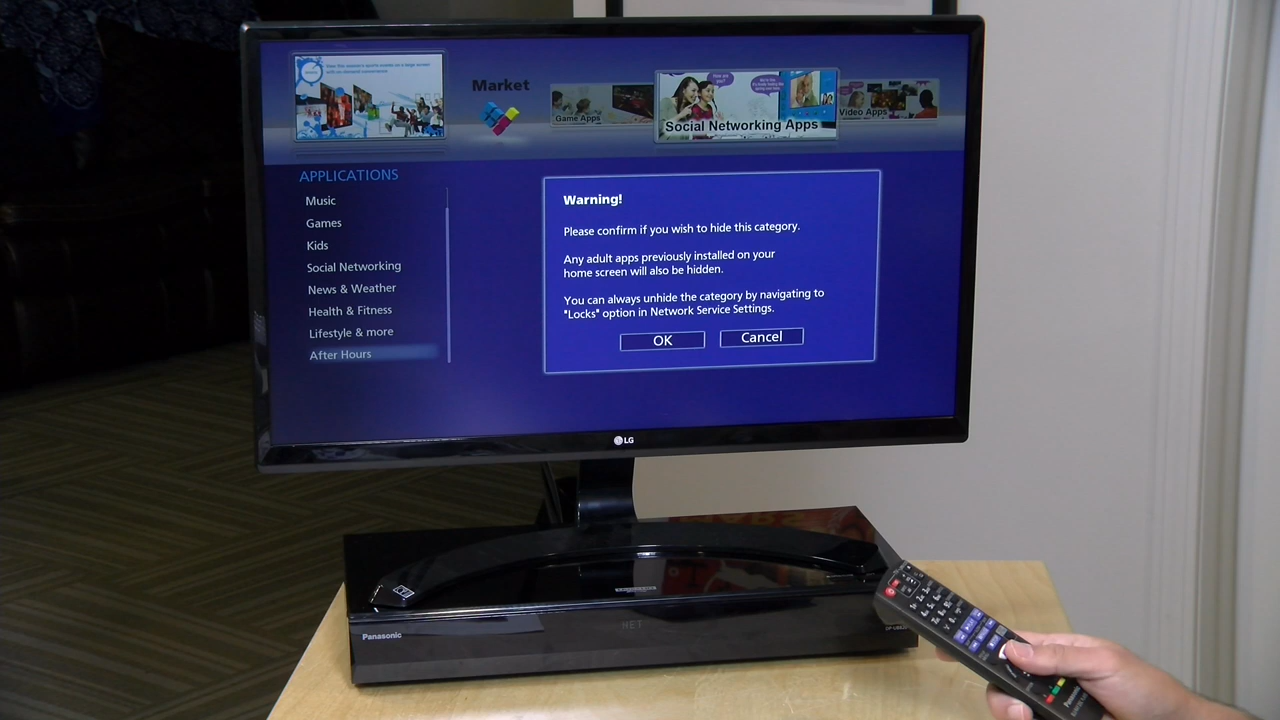 Market
Game Apps
Social Networking Apps
Video Apps
APPLICATIONS
Music
Games
Kids
Social Networking
News & Weather
Health & Fitness
Lifestyle & more
After Hours
Warning!
Please confirm if you wish to hide this category.
Any adult apps previously installed on your
home screen will also be hidden.
You can always unhide the category by navigating to
"Locks" option in Network Service Settings.
OK
Cancel
LG
NET
Panasonic
Panasonic